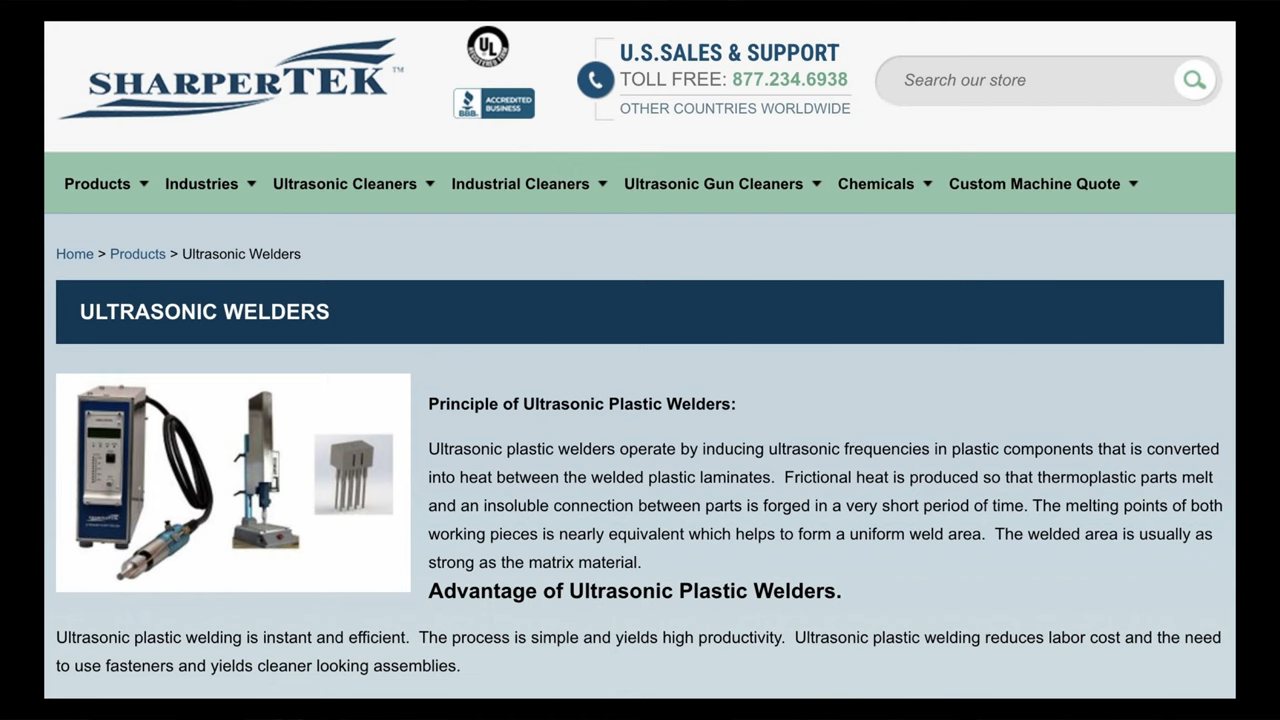 SHARPERTEK™
UL
REGISTERED FIRM
BBB.
ACCREDITED
BUSINESS
U.S.SALES & SUPPORT
TOLL FREE: 877.234.6938
OTHER COUNTRIES WORLDWIDE
Search our store
Products Industries Ultrasonic Cleaners Industrial Cleaners Ultrasonic Gun Cleaners Chemicals Custom Machine Quote
Home > Products > Ultrasonic Welders
ULTRASONIC WELDERS
Principle of Ultrasonic Plastic Welders:
Ultrasonic plastic welders operate by inducing ultrasonic frequencies in plastic components that is converted
into heat between the welded plastic laminates. Frictional heat is produced so that thermoplastic parts melt
and an insoluble connection between parts is forged in a very short period of time. The melting points of both
working pieces is nearly equivalent which helps to form a uniform weld area. The welded area is usually as
strong as the matrix material.
Advantage of Ultrasonic Plastic Welders.
Ultrasonic plastic welding is instant and efficient. The process is simple and yields high productivity. Ultrasonic plastic welding reduces labor cost and the need
to use fasteners and yields cleaner looking assemblies.